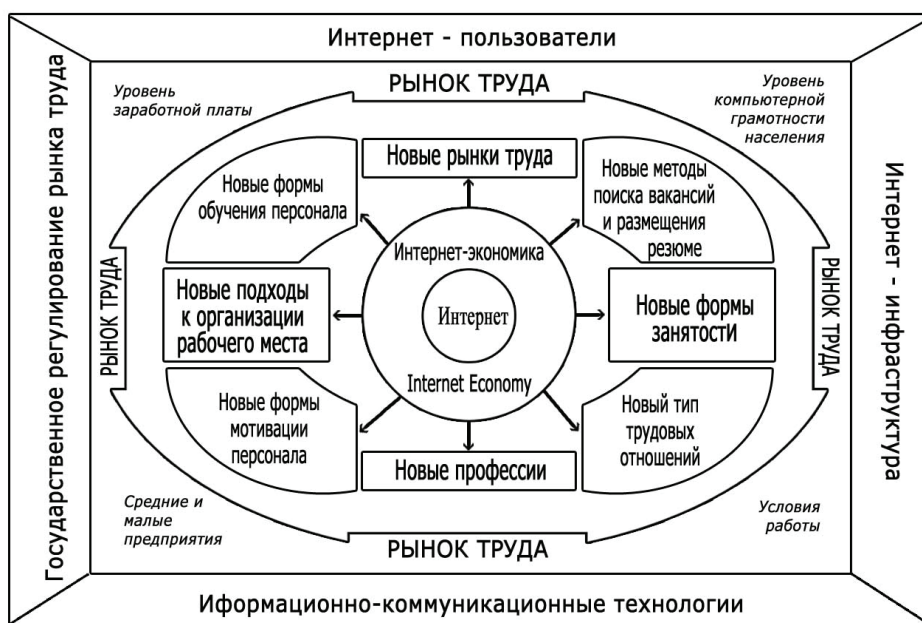 Интернет - пользователи
Государственное регулирование рынка труда
Интернет - инфраструктура
Иформационно-коммуникационные технологии
Уровень
заработной платы
РЫНОК ТРУДА
Уровень
компьютерной
грамотности
населения
Новые формы
обучения персонала
Новые рынки труда
Новые методы
поиска вакансий
и размещения
резюме
РЫНОК ТРУДА
Новые подходы
к организации
рабочего места
Интернет-экономика
Интернет
Internet Economy
Новые формы
занятостИ
РЫНОК ТРУДА
Новые формы
мотивации
персонала
Новые профессии
Новый тип
трудовых
отношений
Средние и
малые
предприятия
РЫНОК ТРУДА
Условия
работы